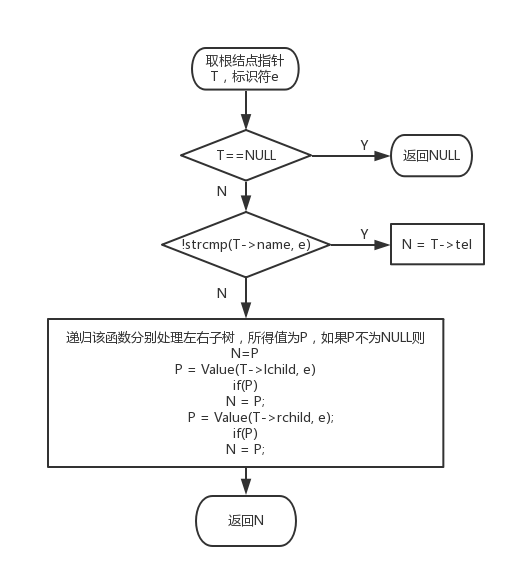 取根结点指针
T，标识符e
T==NULL
Y
返回NULL
N
!strcmp(T->name, e)
Y
N = T->tel
N
递归该函数分别处理左右子树，所得值为P，如果P不为NULL则
N=P
P = Value(T->lchild, e)
if(P)
N = P;
P = Value(T->rchild, e);
if(P)
N = P;
返回N